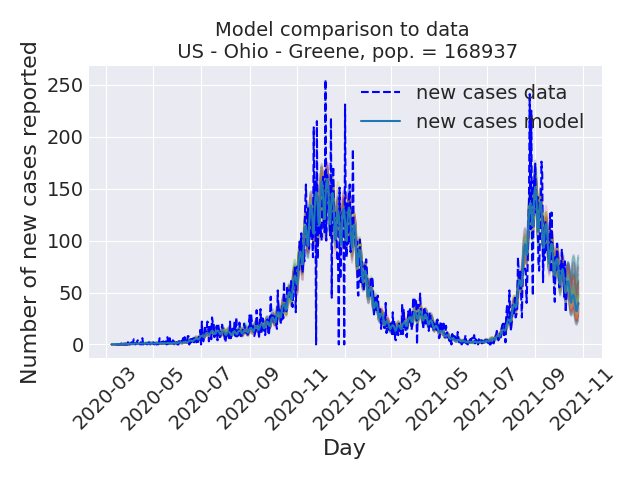 Model comparison to data
US - Ohio - Greene, pop. = 168937
Number of new cases reported
250
200
150
100
50
0
new cases data
new cases model
2020-03
2020-05
2020-07
2020-09
2020-11
2021-01
2021-03
2021-05
2021-07
2021-09
2021-11
Day